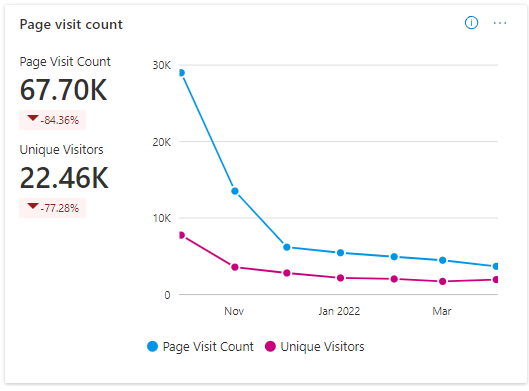 Page visit count
Page Visit Count
67.70K
-84.36%
Unique Visitors
22.46K
-77.28%
30K
20K
10K
0
Nov
Jan 2022
Mar
Page Visit Count
Unique Visitors